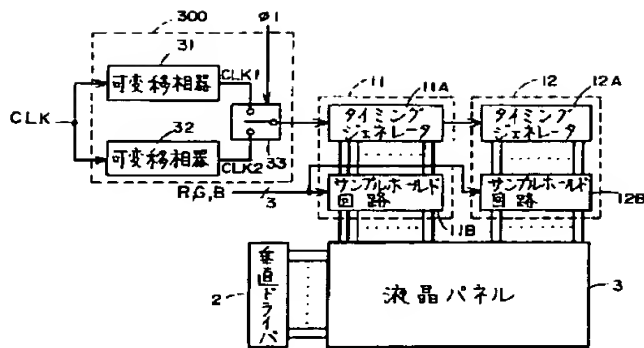 300
φ1
31
可変移相器
CLK1
11
11A
12
12A
CLK
タイミング
ジェネレータ
タイミング
ジェネレータ
32
可変移相器
CLK2
33
R,G,B
3
サンプルホールド
回路
サンプルホールド
回路
11B
12B
2
垂直ドライバ
液晶パネル
3